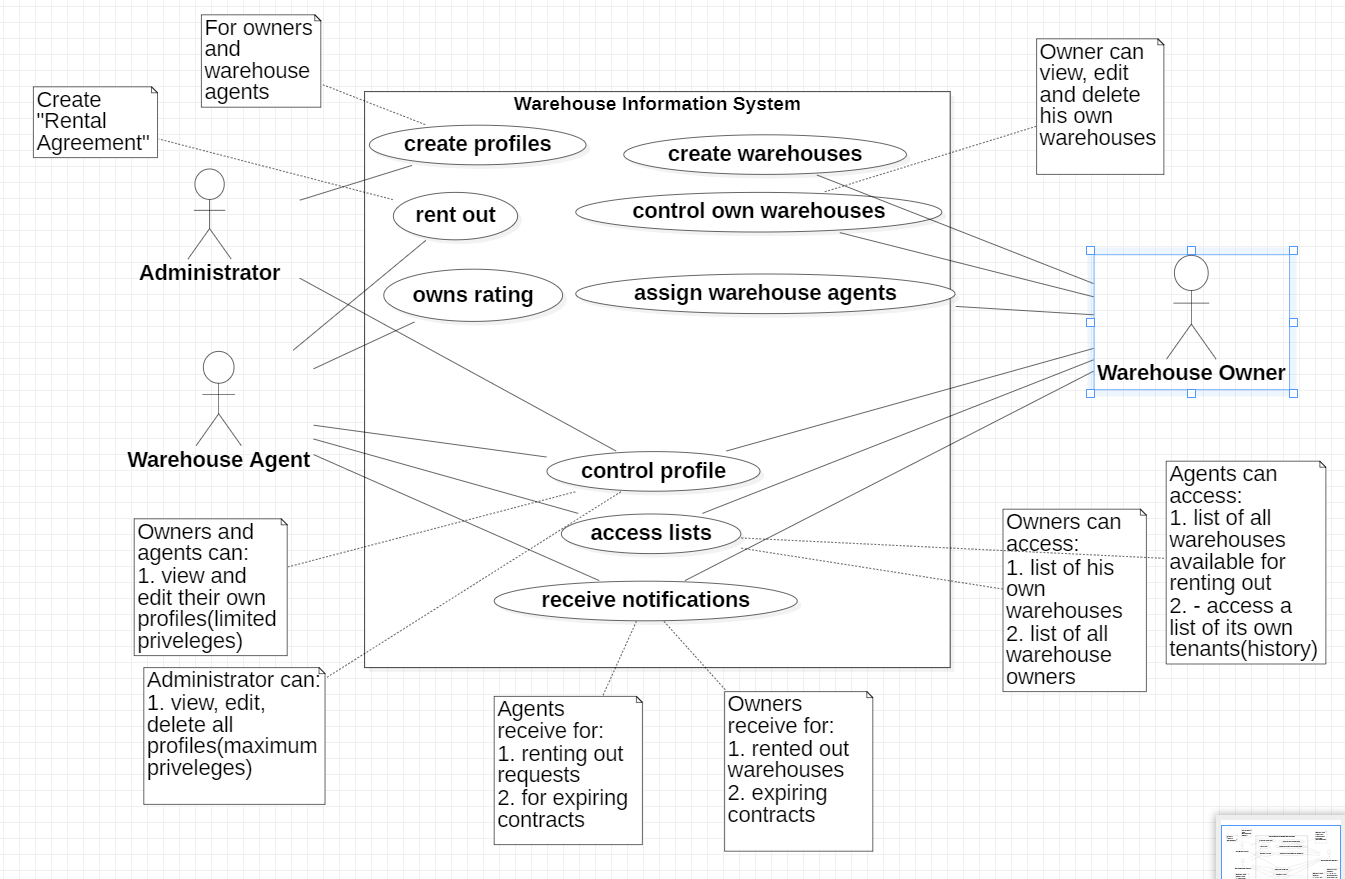 For owners
and
warehouse
agents
Create
"Rental
Agreement"
Owner can
view, edit
and delete
his own
warehouses
Warehouse Information System
create profiles
create warehouses
rent out
control own warehouses
Administrator
owns rating
assign warehouse agents
Warehouse Owner
Warehouse Agent
control profile
access lists
receive notifications
Owners and
agents can:
1. view and
edit their own
profiles(limited
priveleges)
Administrator can:
1. view, edit,
delete all
profiles(maximum
priveleges)
Agents
receive for:
1. renting out
requests
2. for expiring
contracts
Owners
receive for:
1. rented out
warehouses
2. expiring
contracts
Owners can
access:
1. list of his
own
warehouses
2. list of all
warehouse
owners
Agents can
access:
1. list of all
warehouses
available for
renting out
2. - access a
list of its own
tenants(history)